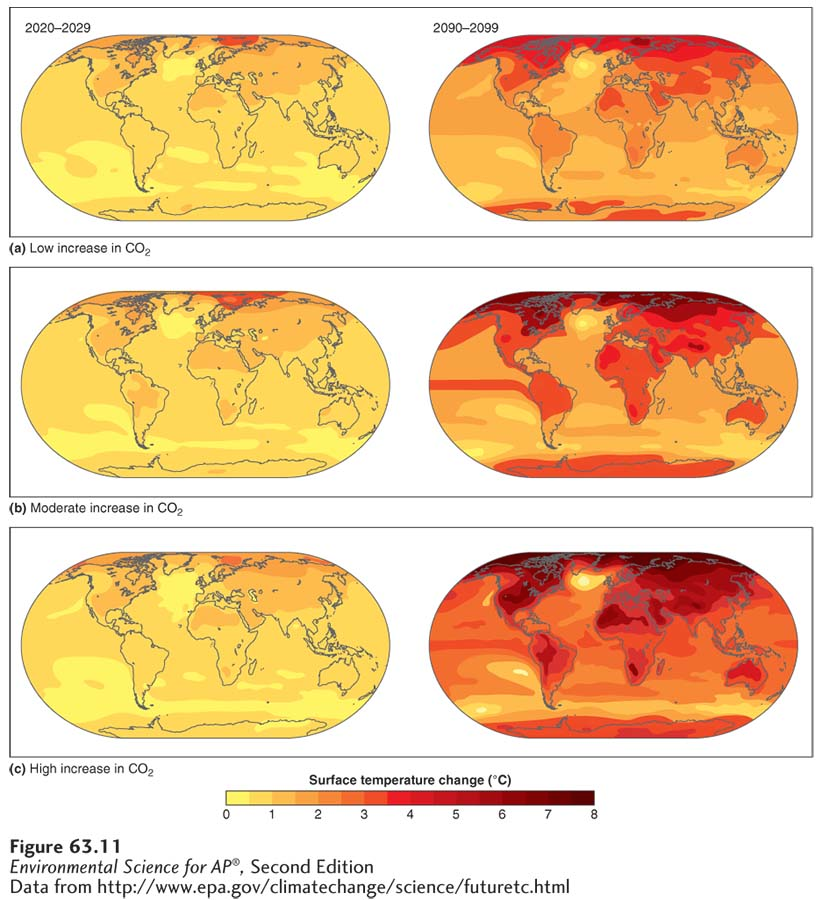 2020–2029 2090–2099
(a) Low increase in CO₂
(b) Moderate increase in CO₂
(c) High increase in CO₂
Surface temperature change (°C)
0 1 2 3 4 5 6 7 8
Figure 63.11
Environmental Science for AP®, Second Edition
Data from http://www.epa.gov/climatechange/science/futuretc.html